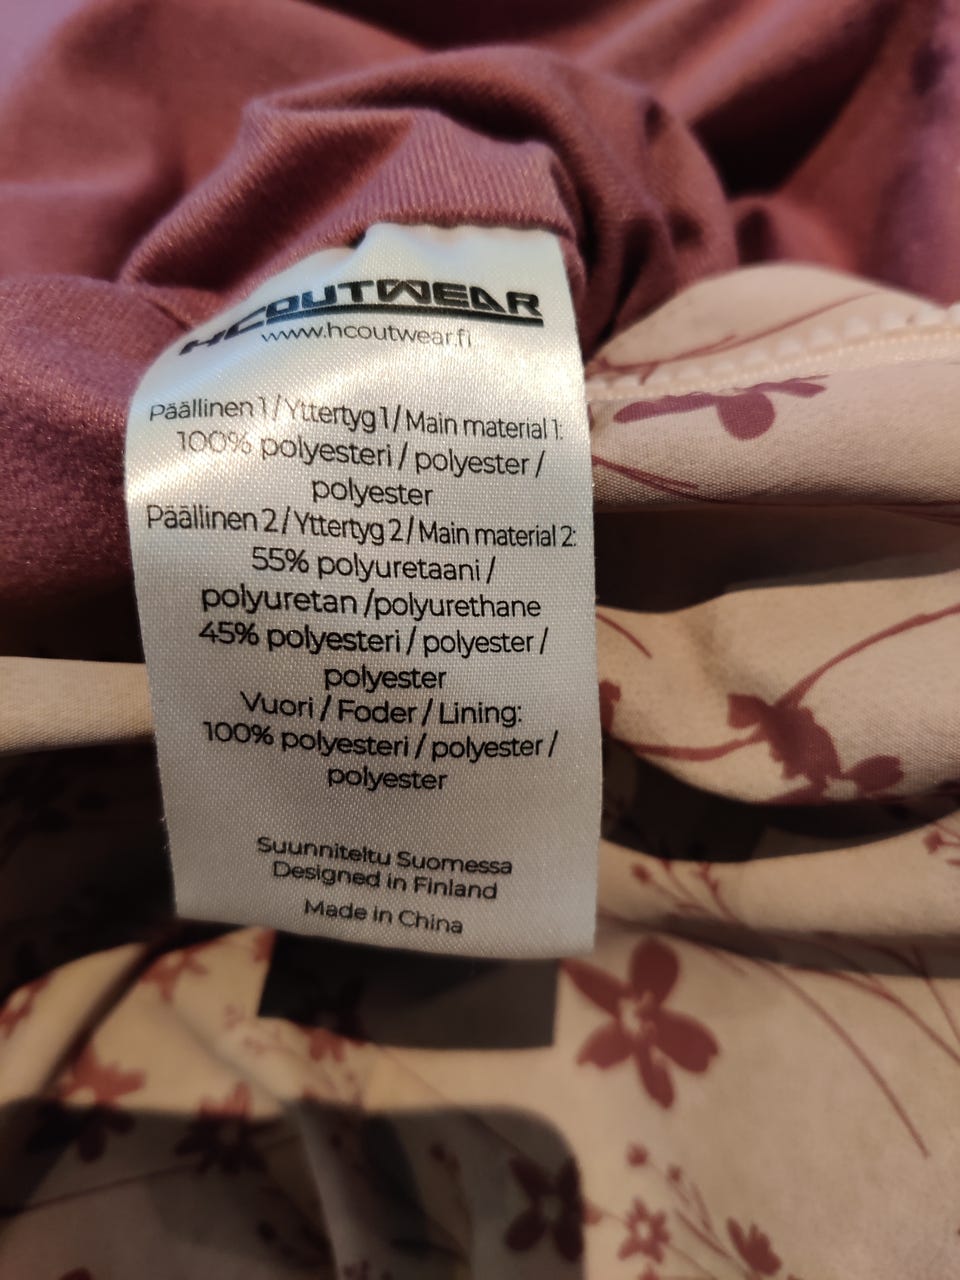 HCOUTWEAR
www.hcoutwear.fi
Päällinen 1 / Yttertyg 1 / Main material 1:
100% polyesteri / polyester /
polyester
Päällinen 2 / Yttertyg 2 / Main material 2:
55% polyuretaani /
polyuretan /polyurethane
45% polyesteri / polyester /
polyester
Vuori / Foder / Lining:
100% polyesteri / polyester /
polyester
Suunniteltu Suomessa
Designed in Finland
Made in China